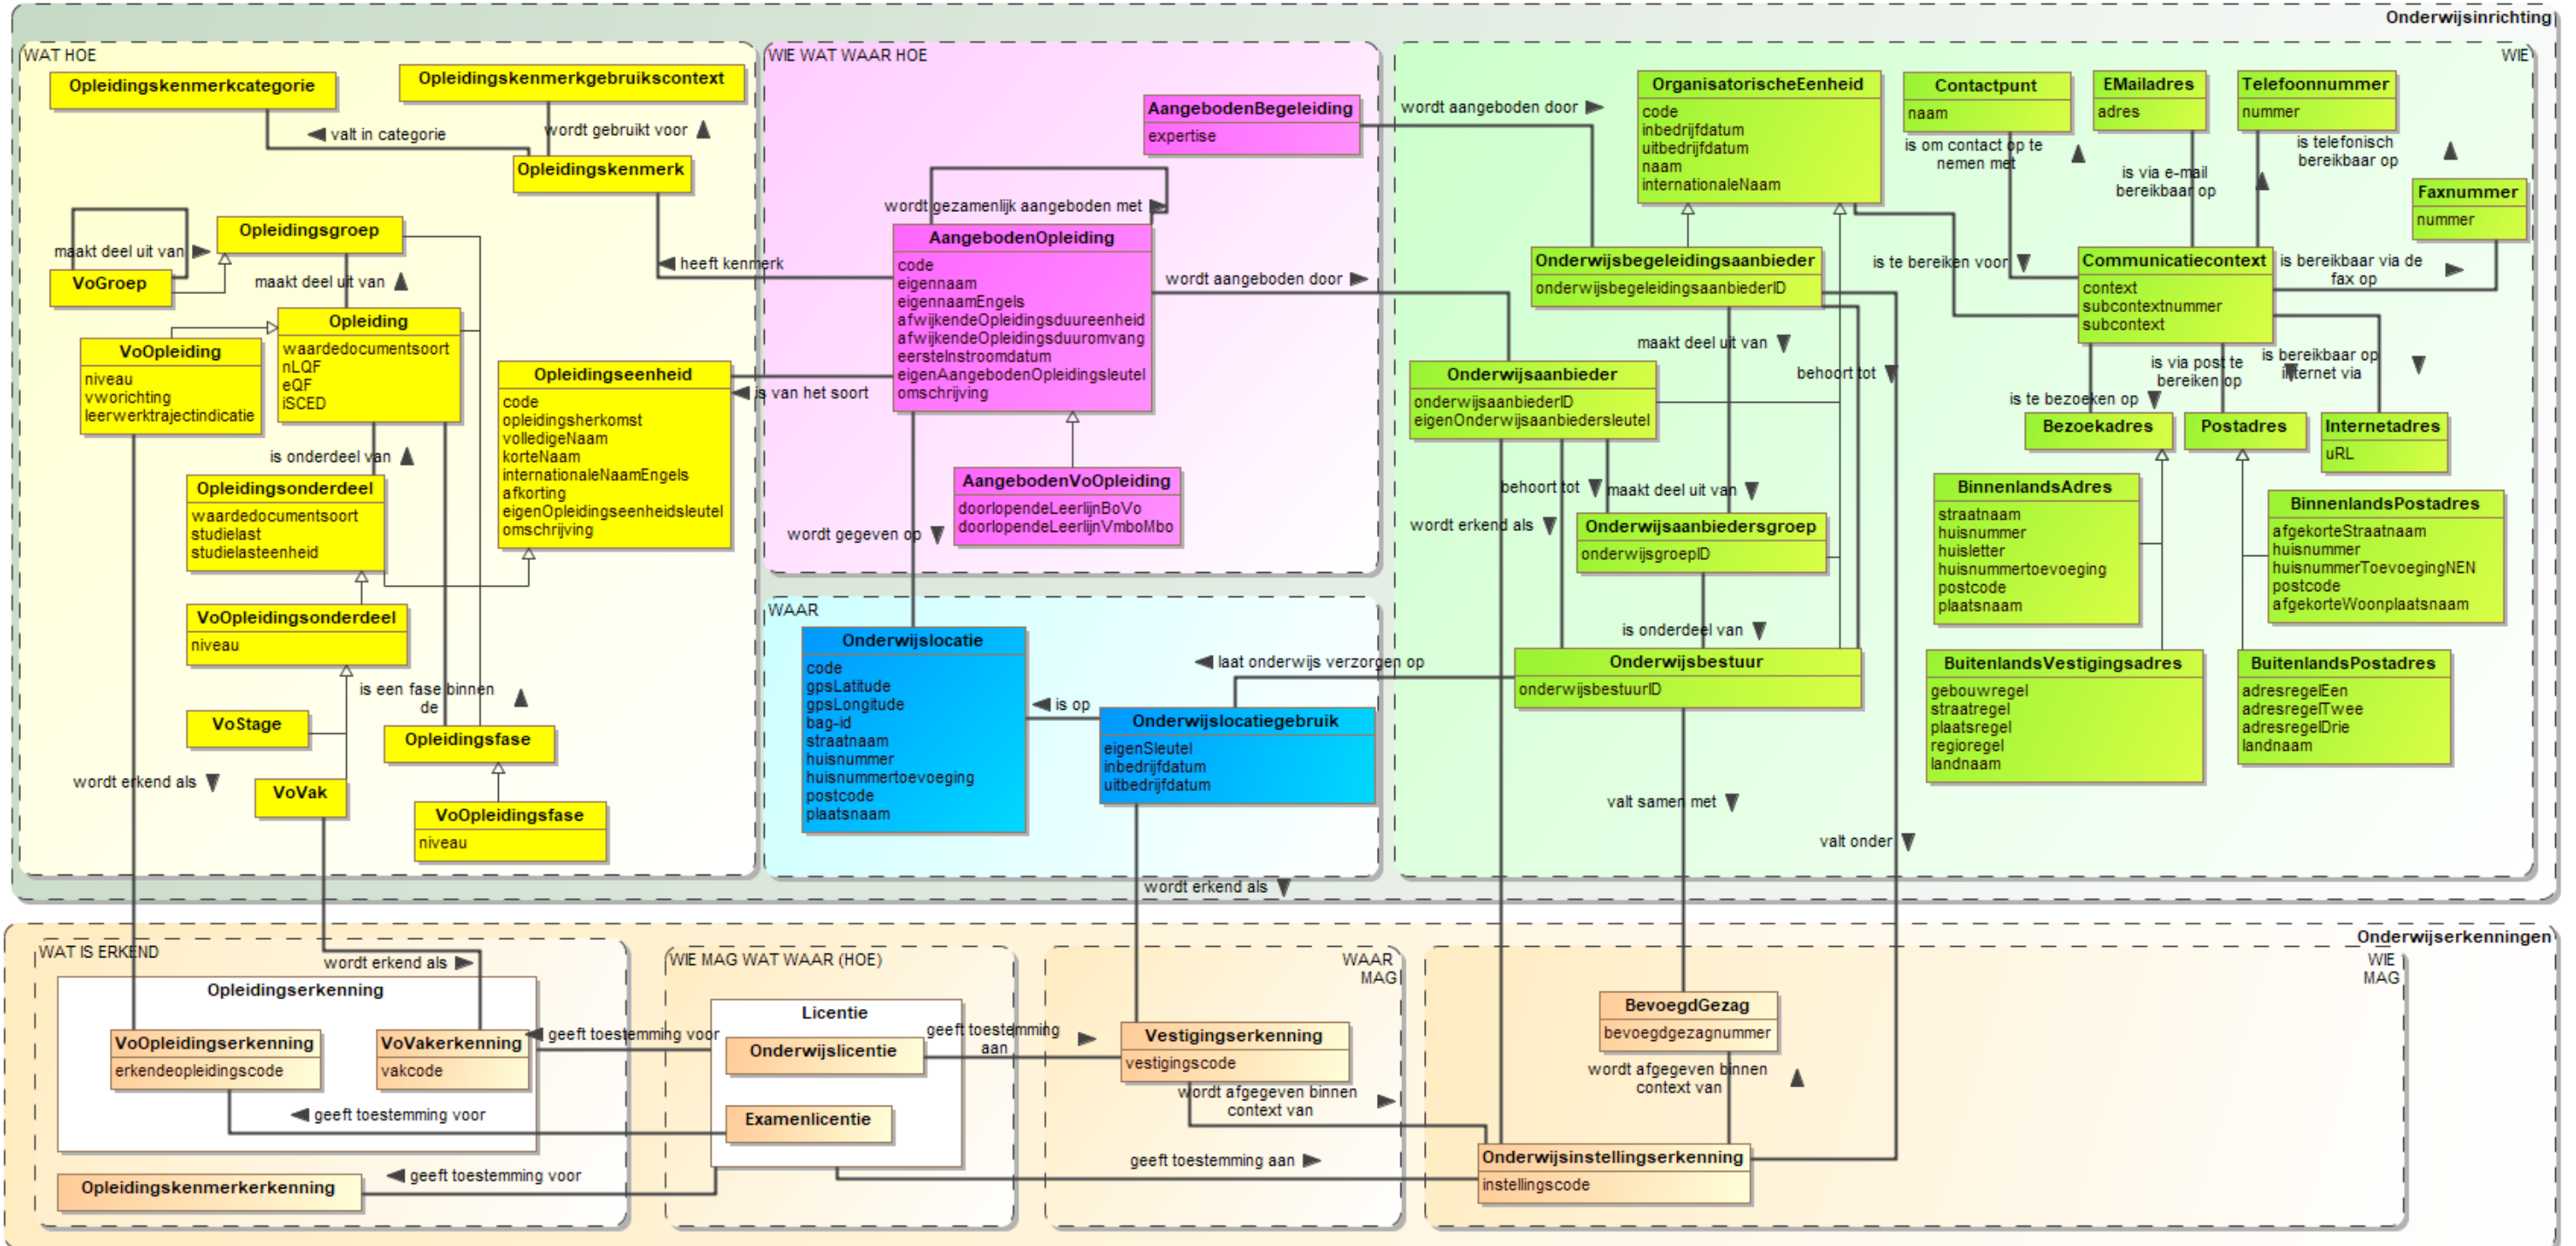 Onderwijsinrichting
WAT HOE
Opleidingskenmerkcategorie
Opleidingskenmerkgebruikscontext
valt in categorie
wordt gebruikt voor
Opleidingskenmerk
Opleidingsgroep
maakt deel uit van
VoGroep
maakt deel uit van
heeft kenmerk
Opleiding
waardedocumentsoort
nLQF
eQF
iSCED
VoOpleiding
niveau
vworichting
leerwerktrajectindicatie
Opleidingseenheid
code
opleidingsherkomst
volledigeNaam
korteNaam
internationaleNaamEngels
afkorting
eigenOpleidingseenheidsleutel
omschrijving
is van het soort
is onderdeel van
Opleidingsonderdeel
waardedocumentsoort
studielast
studielasteenheid
VoOpleidingsonderdeel
niveau
is een fase binnen
de
VoStage
Opleidingsfase
wordt erkend als
VoVak
VoOpleidingsfase
niveau
WIE WAT WAAR HOE
AangebodenBegeleiding
expertise
wordt aangeboden door
wordt gezamenlijk aangeboden met
AangebodenOpleiding
code
eigennaam
eigennaamEngels
afwijkendeOpleidingsduureenheid
afwijkendeOpleidingsduuromvang
eersteInstroomdatum
eigenAangebodenOpleidingsleutel
omschrijving
wordt aangeboden door
AangebodenVoOpleiding
doorlopendeLeerlijnBoVo
doorlopendeLeerlijnVmboMbo
wordt gegeven op
WAAR
Onderwijslocatie
code
gpsLatitude
gpsLongitude
bag-id
straatnaam
huisnummer
huisnummertoevoeging
postcode
plaatsnaam
laat onderwijs verzorgen op
is op
Onderwijslocatiegebruik
eigenSleutel
inbedrijfdatum
uitbedrijfdatum
wordt erkend als
WIE
OrganisatorischeEenheid
code
inbedrijfdatum
uitbedrijfdatum
naam
internationaleNaam
Contactpunt
naam
EMailadres
adres
Telefoonnummer
nummer
is om contact op te
nemen met
is via e-mail
bereikbaar op
is telefonisch
bereikbaar op
Faxnummer
nummer
Onderwijsbegeleidingsaanbieder
onderwijsbegeleidingsaanbiederID
is te bereiken voor
Communicatiecontext
context
subcontextnummer
subcontext
is bereikbaar via de
fax op
maakt deel uit van
behoort tot
is via post te
bereiken op
is bereikbaar op
internet via
is te bezoeken op
Onderwijsaanbieder
onderwijsaanbiederID
eigenOnderwijsaanbiedersleutel
Bezoekadres
Postadres
Internetadres
uRL
behoort tot
maakt deel uit van
wordt erkend als
Onderwijsaanbiedersgroep
onderwijsgroepID
BinnenlandsAdres
straatnaam
huisnummer
huisletter
huisnummertoevoeging
postcode
plaatsnaam
BinnenlandsPostadres
afgekorteStraatnaam
huisnummer
huisnummerToevoegingNEN
postcode
afgekorteWoonplaatsnaam
is onderdeel van
Onderwijsbestuur
onderwijsbestuurID
BuitenlandsVestigingsadres
gebouwregel
straatregel
plaatsregel
regioregel
landnaam
BuitenlandsPostadres
adresregelEen
adresregelTwee
adresregelDrie
landnaam
valt samen met
valt onder
Onderwijserkenningen
WAT IS ERKEND
wordt erkend als
Opleidingserkenning
VoOpleidingserkenning
erkendeopleidingscode
VoVakerkenning
vakcode
geeft toestemming voor
geeft toestemming voor
Opleidingskenmerkerkenning
geeft toestemming voor
WIE MAG WAT WAAR (HOE)
Licentie
Onderwijslicentie
Examenlicentie
geeft toestemming
aan
WAAR
MAG
Vestigingserkenning
vestigingscode
wordt afgegeven binnen
context van
geeft toestemming aan
WIE
MAG
BevoegdGezag
bevoegdgezagnummer
wordt afgegeven binnen
context van
Onderwijsinstellingserkenning
instellingscode